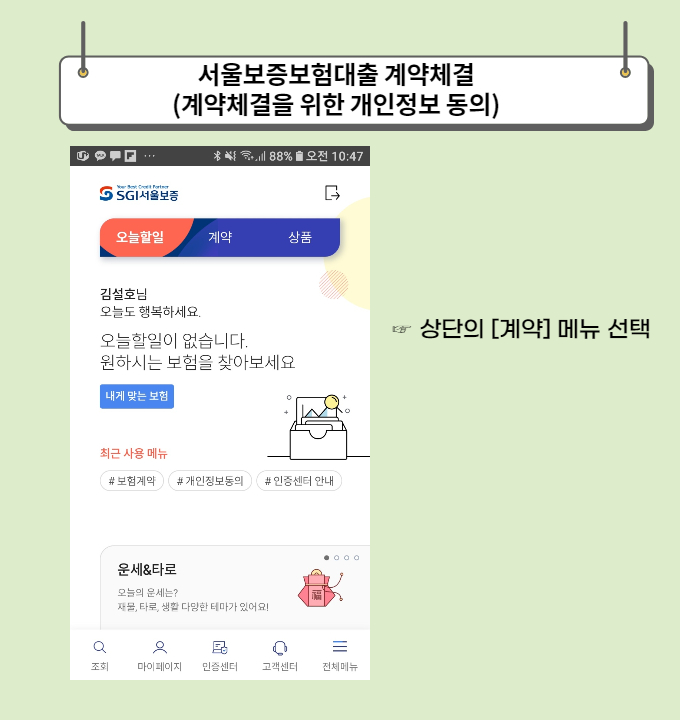 서울보증보험대출 계약체결
(계약체결을 위한 개인정보 동의)
88% 오전 10:47
Your Best Credit Partner
SGI서울보증
오늘할일 계약 상품
김설호님
오늘도 행복하세요.
오늘할일이 없습니다.
원하시는 보험을 찾아보세요
내게 맞는 보험
☞ 상단의 [계약] 메뉴 선택
최근 사용 메뉴
# 보험계약 # 개인정보동의 # 인증센터 안내
운세&타로
오늘의 운세는?
재물, 타로, 생활 다양한 테마가 있어요!
福
조회 마이페이지 인증센터 고객센터 전체메뉴